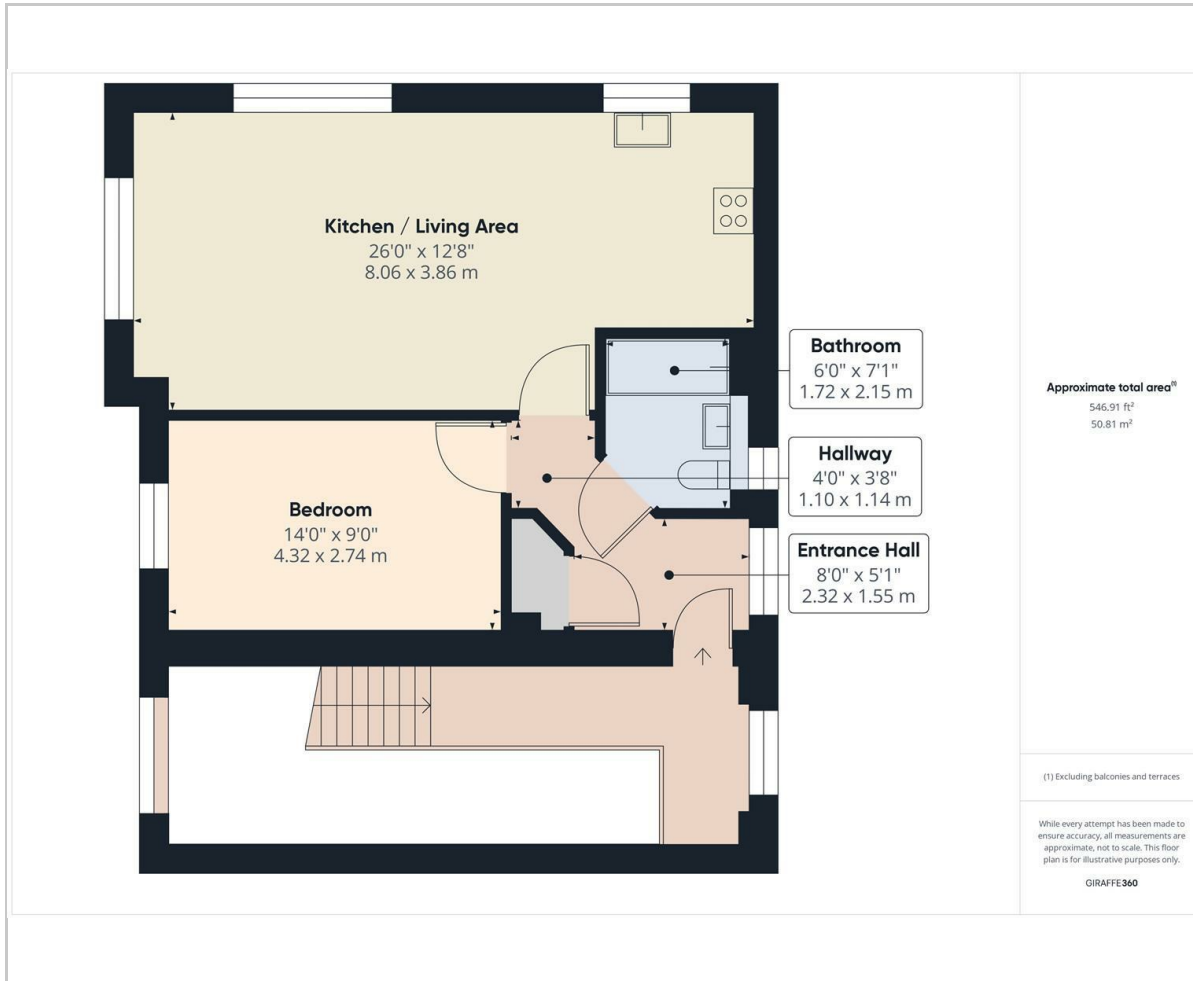 Kitchen / Living Area
26'0" x 12'8"
8.06 x 3.86 m
Bathroom
6'0" x 7'1"
1.72 x 2.15 m
Hallway
4'0" x 3'8"
1.10 x 1.14 m
Bedroom
14'0" x 9'0"
4.32 x 2.74 m
Entrance Hall
8'0" x 5'1"
2.32 x 1.55 m
Approximate total area⁽¹⁾
546.91 ft²
50.81 m²
(1) Excluding balconies and terraces
While every attempt has been made to
ensure accuracy, all measurements are
approximate, not to scale. This floor
plan is for illustrative purposes only.
GIRAFFE360